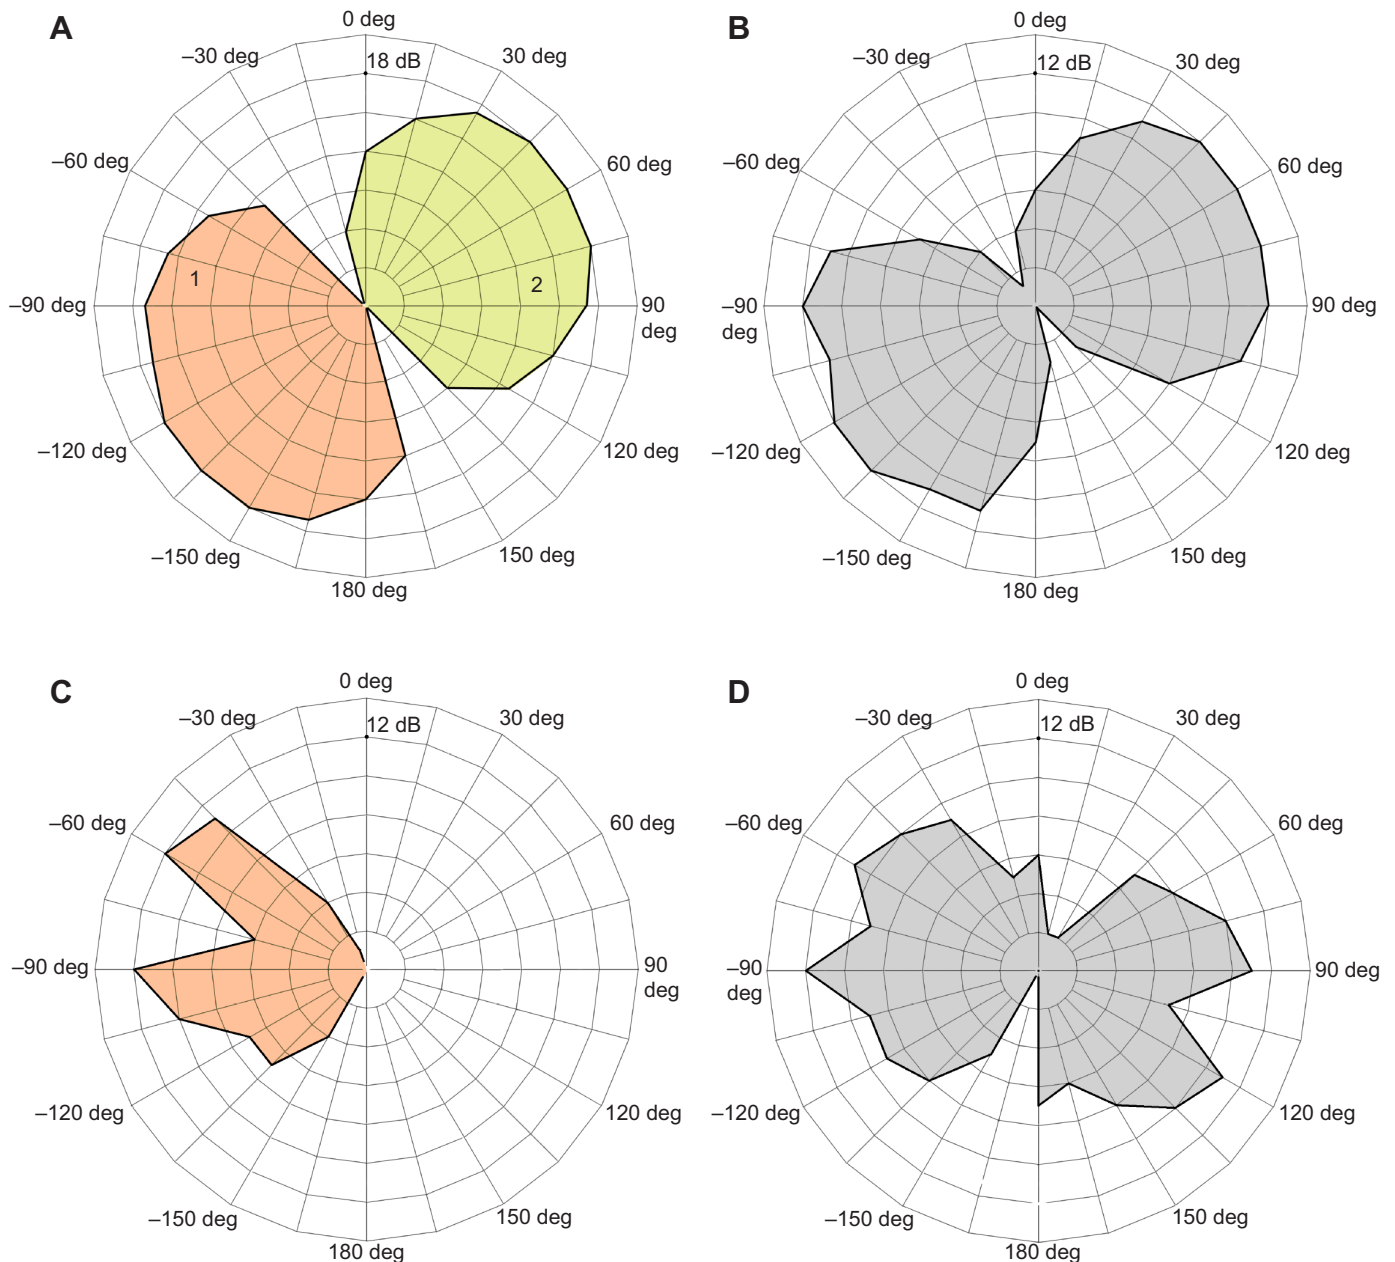 A
0 deg
–30 deg
18 dB
30 deg
–60 deg
60 deg
1
2
–90 deg
90
deg
–120 deg
120 deg
–150 deg
150 deg
180 deg
B
0 deg
–30 deg
12 dB
30 deg
–60 deg
60 deg
–90
deg
90 deg
–120 deg
120 deg
–150 deg
150 deg
180 deg
C
0 deg
–30 deg
12 dB
30 deg
–60 deg
60 deg
–90 deg
90
deg
–120 deg
120 deg
–150 deg
150 deg
180 deg
D
0 deg
–30 deg
12 dB
30 deg
–60 deg
60 deg
–90
deg
90 deg
–120 deg
120 deg
–150 deg
150 deg
180 deg